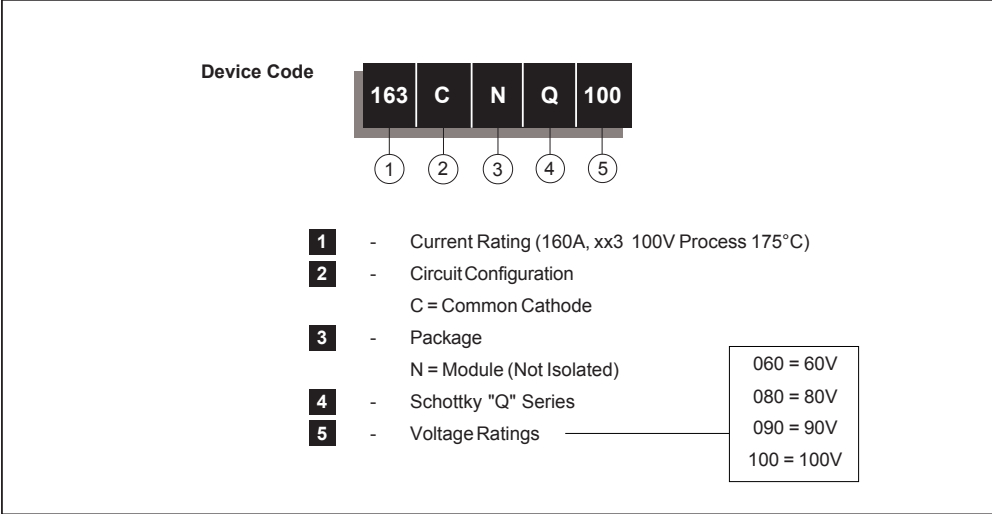 Device Code
163 C N Q 100
1 2 3 4 5
1 - Current Rating (160A, xx3 100V Process 175°C)
2 - Circuit Configuration
C = Common Cathode
3 - Package
N = Module (Not Isolated)
4 - Schottky "Q" Series
5 - Voltage Ratings
060 = 60V
080 = 80V
090 = 90V
100 = 100V